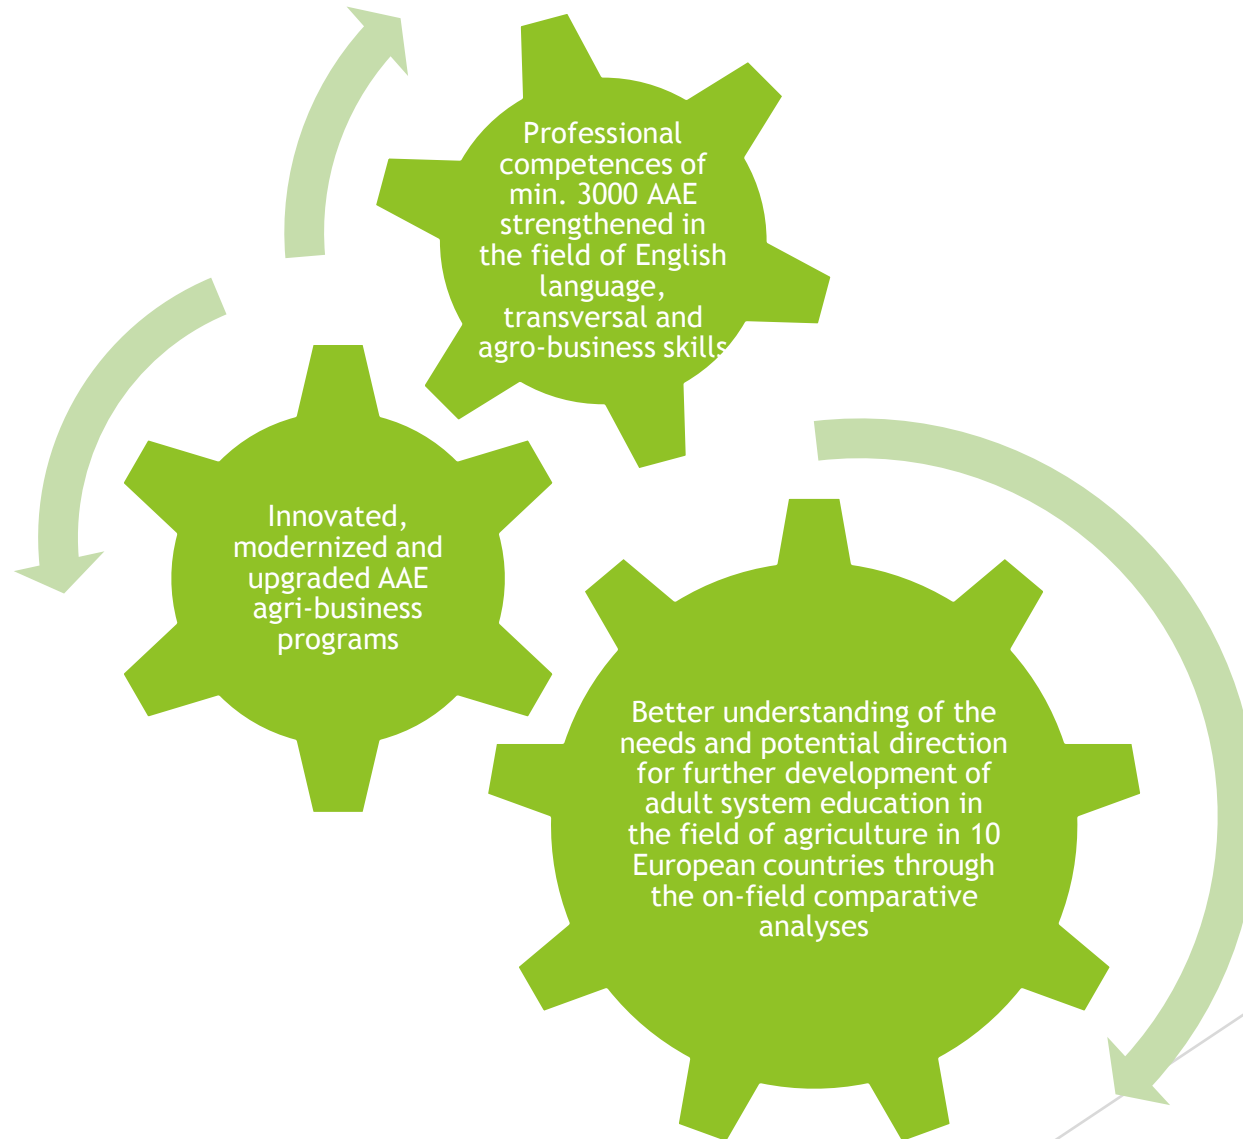 Professional
competences of
min. 3000 AAE
strengthened in
the field of English
language,
transversal and
agro-business skills
Innovated,
modernized and
upgraded AAE
agri-business
programs
Better understanding of the
needs and potential direction
for further development of
adult system education in
the field of agriculture in 10
European countries through
the on-field comparative
analyses